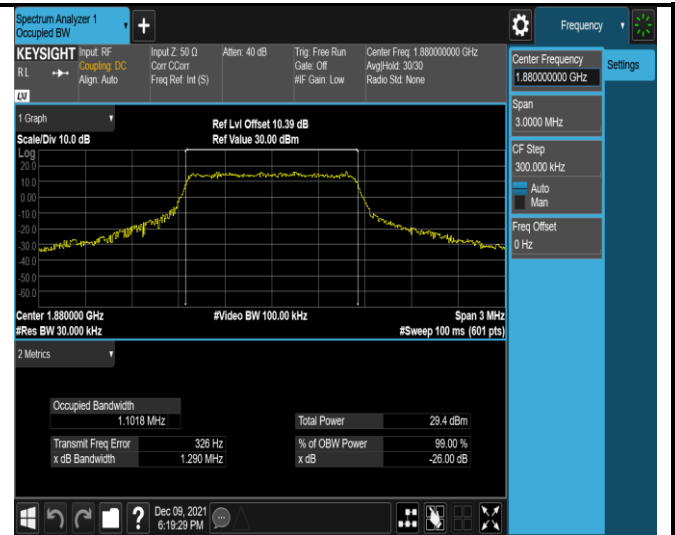 Spectrum Analyzer 1
Occupied BW
+
Frequency
KEYSIGHT
RL
LXI
Input: RF
Coupling: DC
Align: Auto
Input Z: 50 Ω
Corr CCorr
Freq Ref: Int (S)
Atten: 40 dB
Trig: Free Run
Gate: Off
#IF Gain: Low
Center Freq: 1.880000000 GHz
Avg|Hold: 30/30
Radio Std: None
Center Frequency
1.880000000 GHz
Settings
Span
3.0000 MHz
CF Step
300.000 kHz
Auto
Man
Freq Offset
0 Hz
1 Graph
Scale/Div 10.0 dB
Ref Lvl Offset 10.39 dB
Ref Value 30.00 dBm
Log
20.0
10.0
0.00
-10.0
-20.0
-30.0
-40.0
-50.0
-60.0
Center 1.880000 GHz
#Video BW 100.00 kHz
Span 3 MHz
#Res BW 30.000 kHz
#Sweep 100 ms (601 pts)
2 Metrics
Occupied Bandwidth
1.1018 MHz
Total Power 29.4 dBm
Transmit Freq Error 326 Hz
% of OBW Power 99.00 %
x dB Bandwidth 1.290 MHz
x dB -26.00 dB
?
Dec 09, 2021
6:19:29 PM